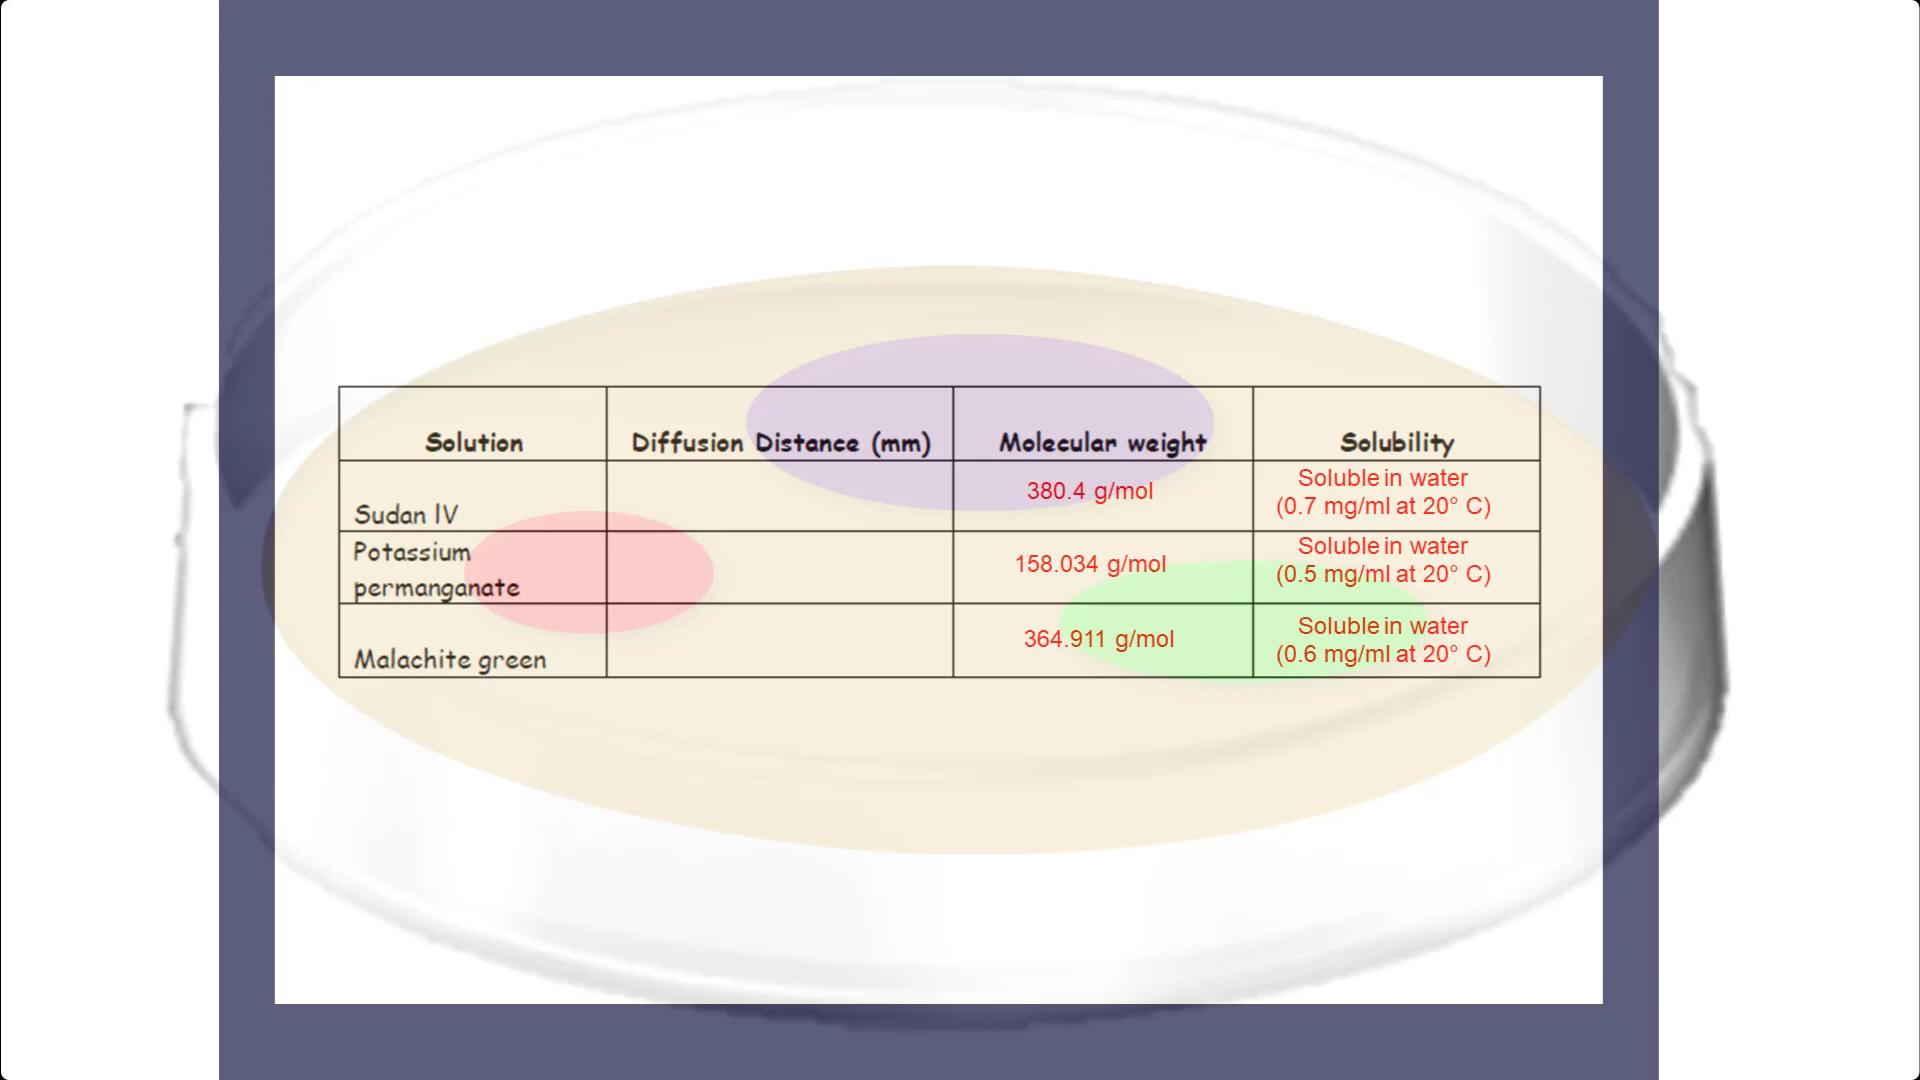 Solution Diffusion Distance (mm) Molecular weight Solubility
Sudan lV 380.4 g/mol Soluble in water
(0.7 mg/ml at 20° C)
Potassium
permanganate 158.034 g/mol Soluble in water
(0.5 mg/ml at 20° C)
Malachite green 364.911 g/mol Soluble in water
(0.6 mg/ml at 20° C)